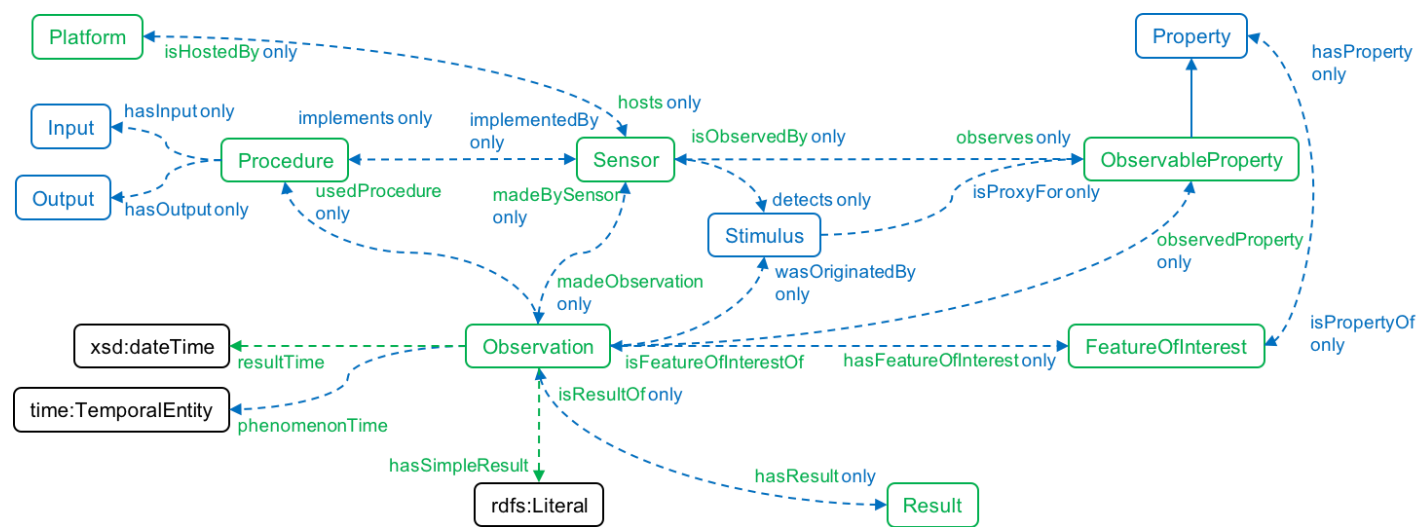 Platform
isHostedBy only
Property
hasProperty
only
hosts only
Input
hasInput only
implements only
implementedBy
only
isObservedBy only
observes only
Procedure
Sensor
ObservableProperty
Output
hasOutput only
usedProcedure
only
madeBySensor
only
detects only
isProxyFor only
Stimulus
observedProperty
only
wasOriginatedBy
only
madeObservation
only
isPropertyOf
only
xsd:dateTime
resultTime
Observation
isFeatureOfInterestOf
hasFeatureOfInterest only
FeatureOfInterest
time:TemporalEntity
phenomenonTime
isResultOf only
hasSimpleResult
hasResult only
rdfs:Literal
Result